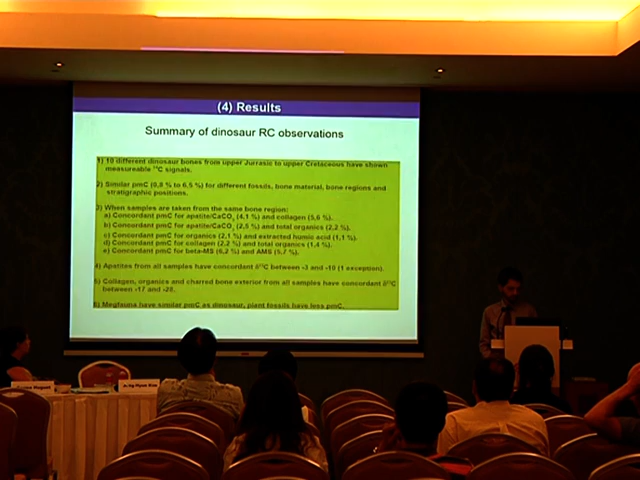 (4) Results
Summary of dinosaur RC observations
1) 10 different dinosaur bones from upper Jurrasic to upper Cretaceous have shown
measureable ¹⁴C signals.
2) Similar pmC (0,8 % to 6,5 %) for different fossils, bone material, bone regions and
stratigraphic positions.
3) When samples are taken from the same bone region:
a) Concordant pmC for apatite/CaCO₃ (4,1 %) and collagen (5,6 %).
b) Concordant pmC for apatite/CaCO₃ (2,5 %) and total organics (2,2 %).
c) Concordant pmC for organics (2,1 %) and extracted humic acid (1,1 %).
d) Concordant pmC for collagen (2,2 %) and total organics (1,4 %).
e) Concordant pmC for beta-MS (6,2 %) and AMS (5,7 %).
4) Apatites from all samples have concordant δ¹³C between -3 and -10 (1 exception).
5) Collagen, organics and charred bone exterior from all samples have concordant δ¹³C
between -17 and -28.
6) Megfauna have similar pmC as dinosaur, plant fossils have less pmC.